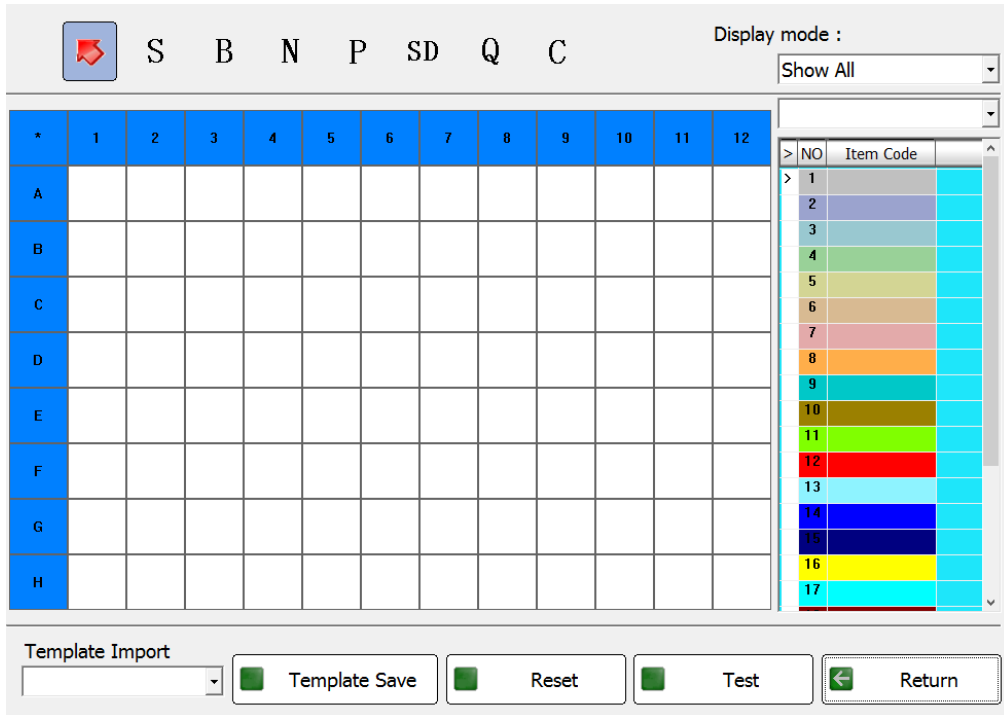 Display mode :
S B N P SD Q C
Show All
* 1 2 3 4 5 6 7 8 9 10 11 12
A
B
C
D
E
F
G
H
> NO Item Code
> 1
2
3
4
5
6
7
8
9
10
11
12
13
14
15
16
17
Template Import
Template Save Reset Test Return